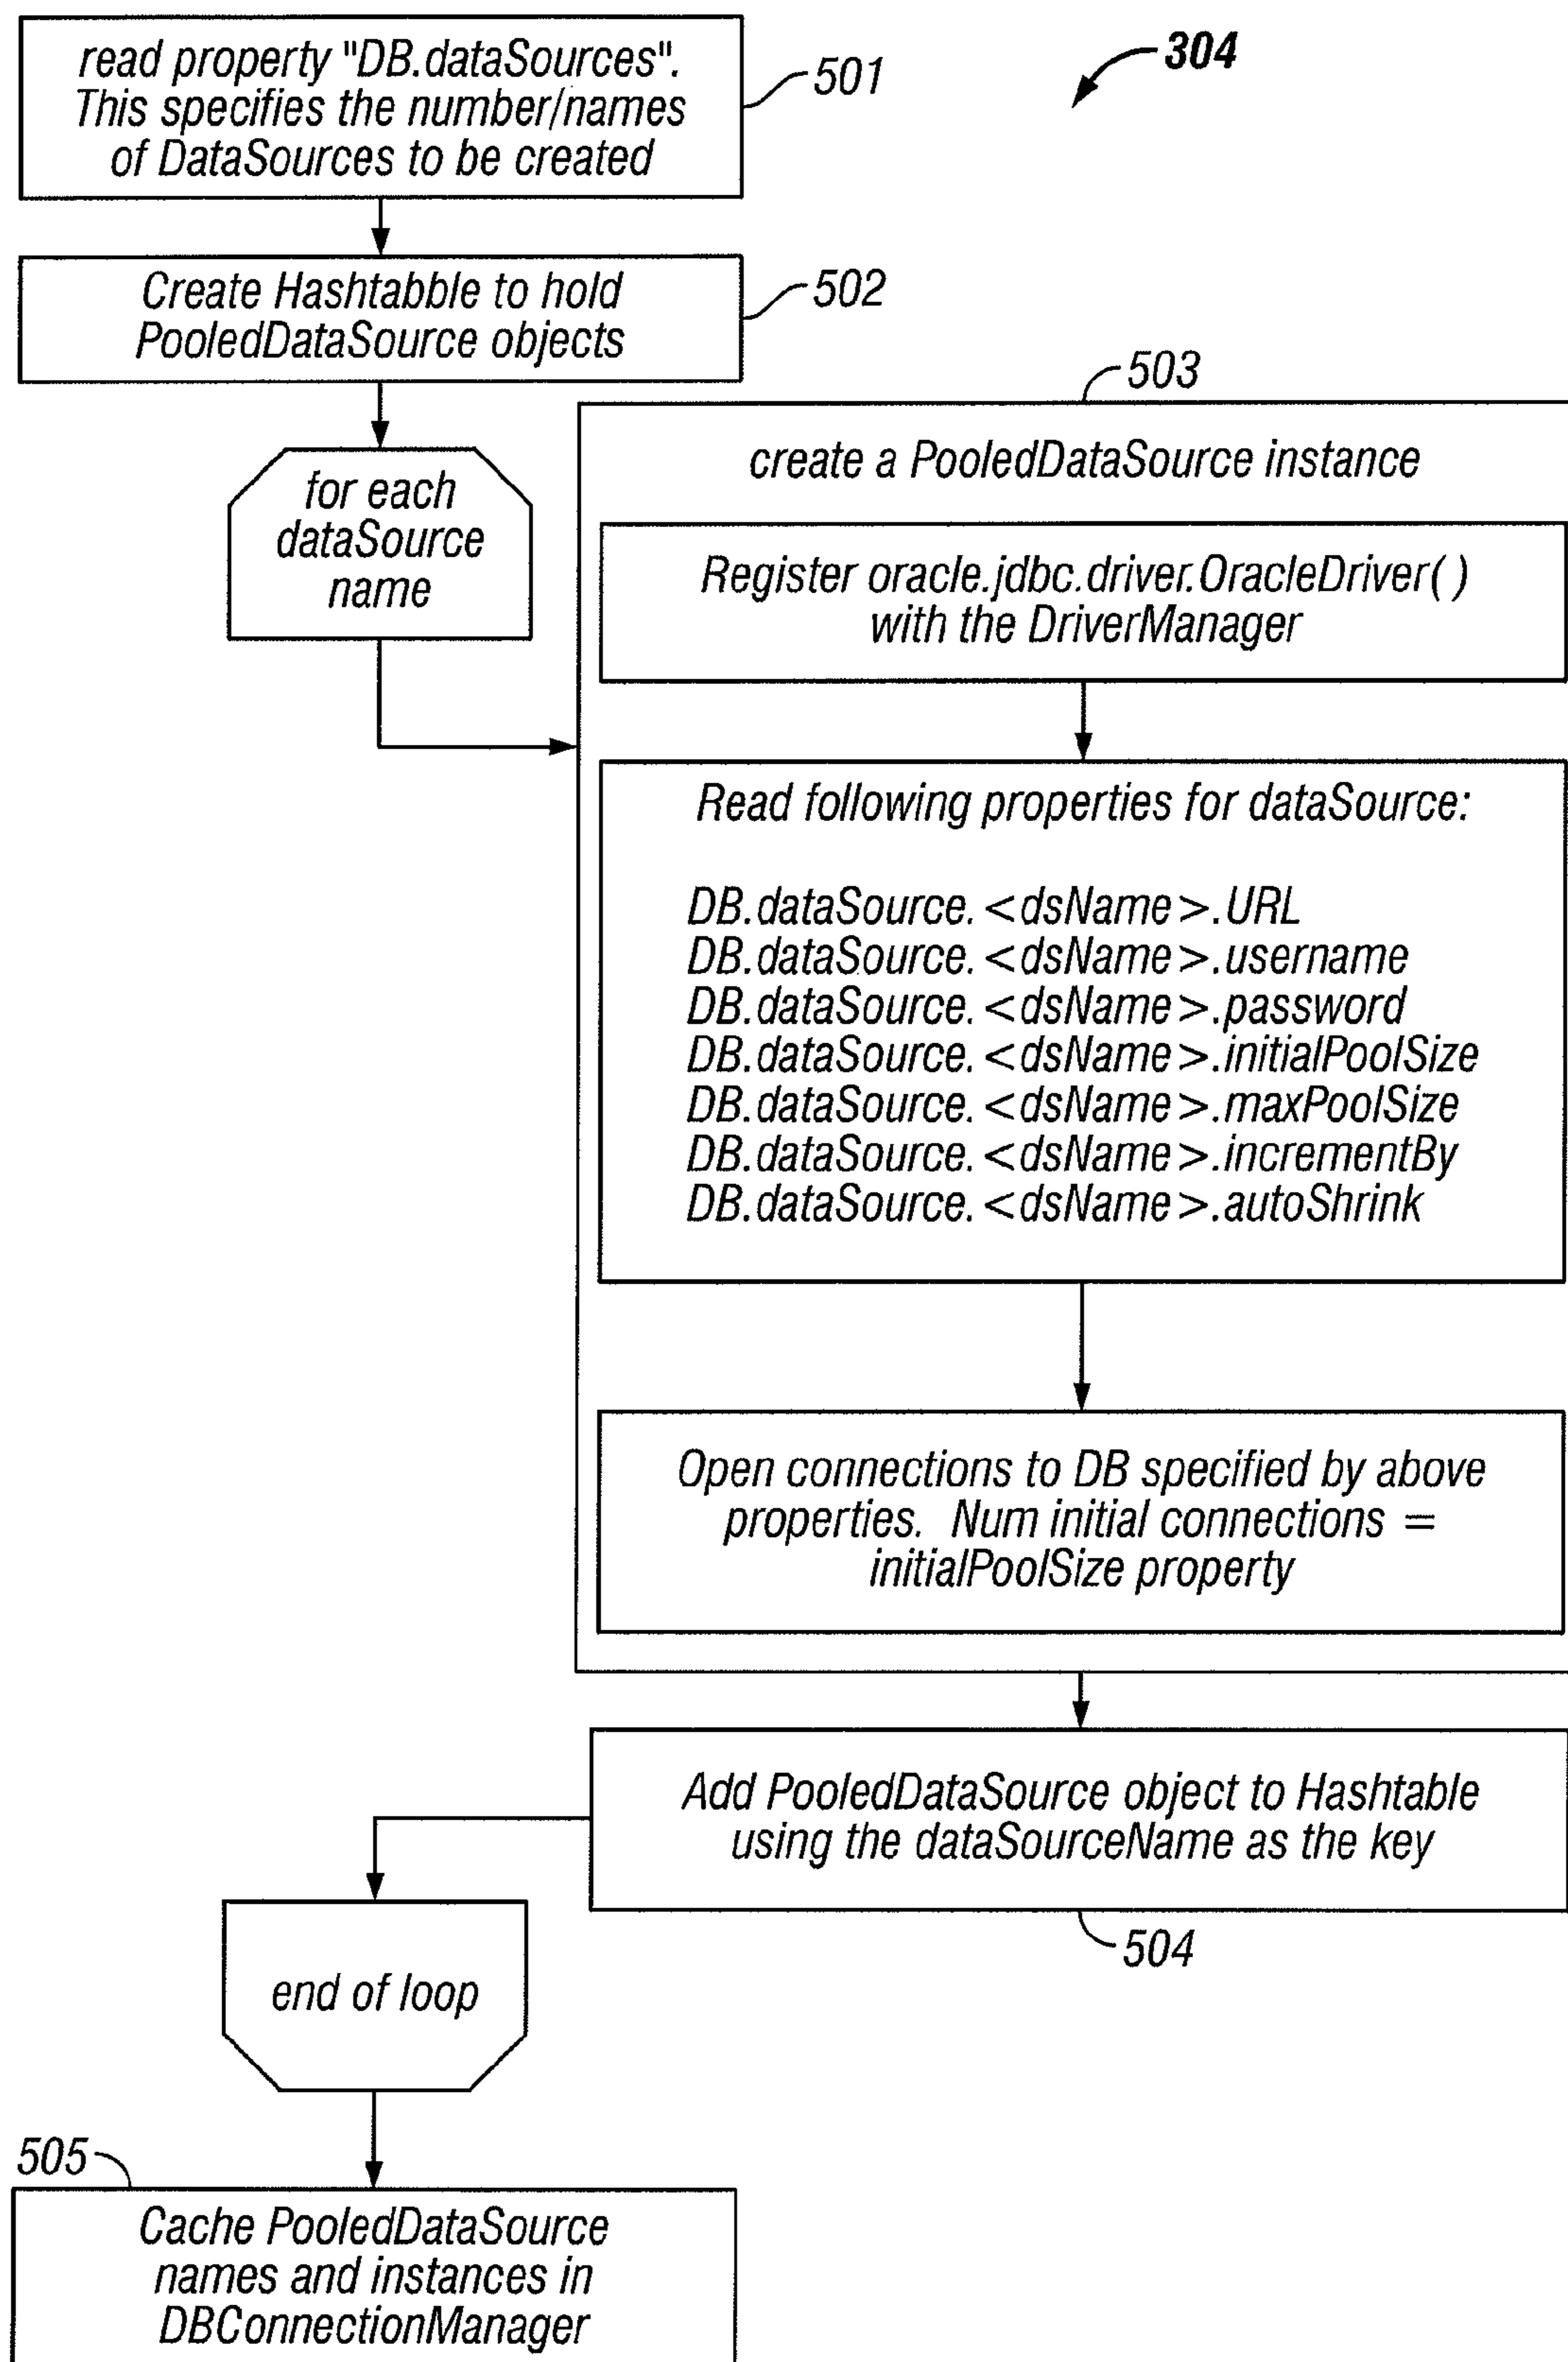 read property "DB.dataSources".
This specifies the number/names
of DataSources to be created
501
304
Create Hashtabble to hold
PooledDataSource objects
502
for each
dataSource
name
503
create a PooledDataSource instance
Register oracle.jdbc.driver.OracleDriver( )
with the DriverManager
Read following properties for dataSource:
DB.dataSource.<dsName>.URL
DB.dataSource.<dsName>.username
DB.dataSource.<dsName>.password
DB.dataSource.<dsName>.initialPoolSize
DB.dataSource.<dsName>.maxPoolSize
DB.dataSource.<dsName>.incrementBy
DB.dataSource.<dsName>.autoShrink
Open connections to DB specified by above
properties. Num initial connections =
initialPoolSize property
Add PooledDataSource object to Hashtable
using the dataSourceName as the key
504
end of loop
505
Cache PooledDataSource
names and instances in
DBConnectionManager